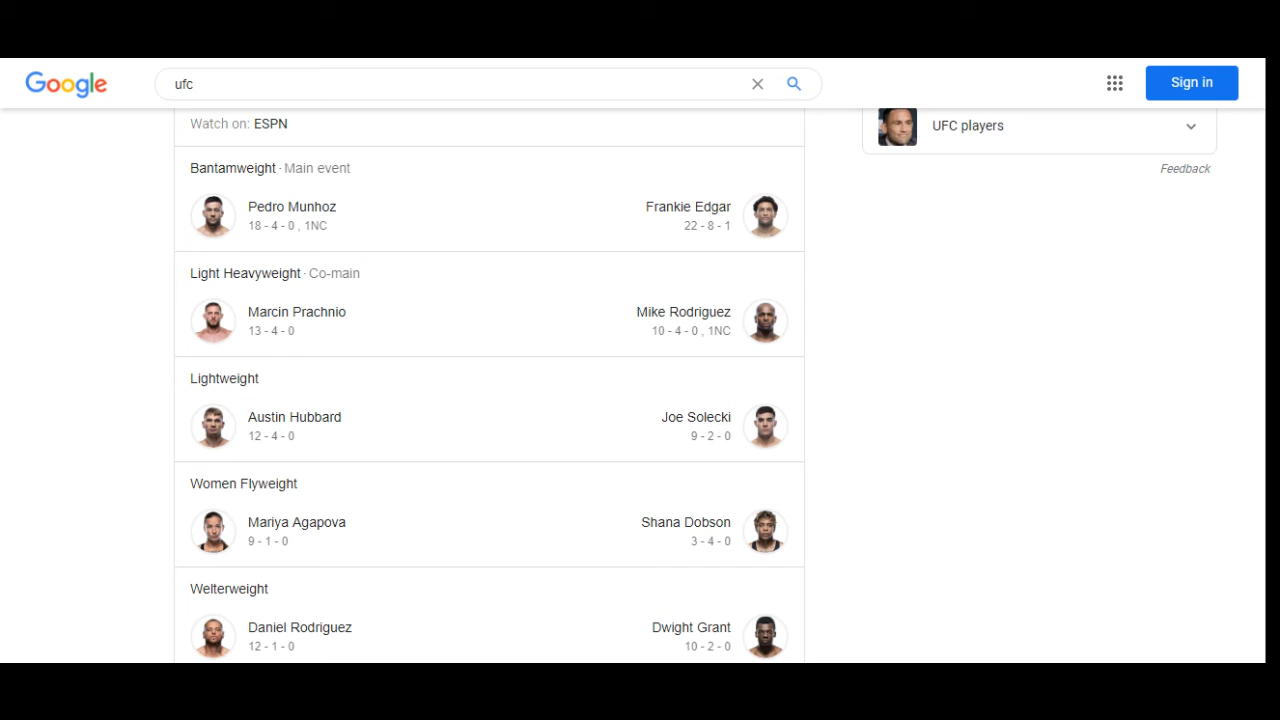 Google
ufc
Sign in
Watch on: ESPN
UFC players
Feedback
Bantamweight · Main event
Pedro Munhoz
Frankie Edgar
18 - 4 - 0 , 1NC
22 - 8 - 1
Light Heavyweight · Co-main
Marcin Prachnio
Mike Rodriguez
13 - 4 - 0
10 - 4 - 0 , 1NC
Lightweight
Austin Hubbard
Joe Solecki
12 - 4 - 0
9 - 2 - 0
Women Flyweight
Mariya Agapova
Shana Dobson
9 - 1 - 0
3 - 4 - 0
Welterweight
Daniel Rodriguez
Dwight Grant
12 - 1 - 0
10 - 2 - 0